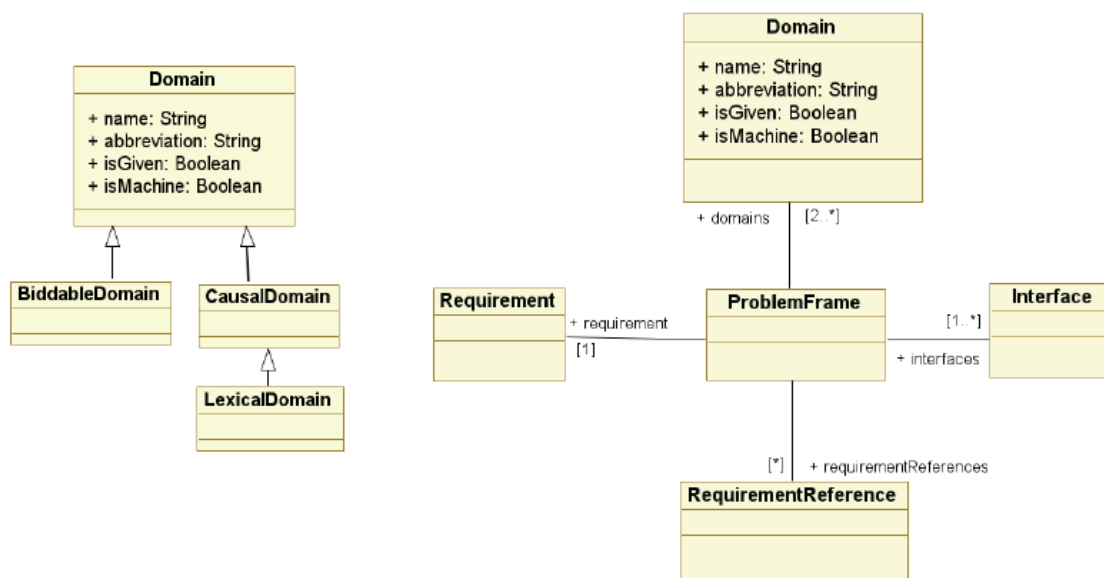 Domain
+ name: String
+ abbreviation: String
+ isGiven: Boolean
+ isMachine: Boolean
BiddableDomain
CausalDomain
LexicalDomain
Domain
+ name: String
+ abbreviation: String
+ isGiven: Boolean
+ isMachine: Boolean
+ domains
[2..*]
Requirement
+ requirement
[1]
ProblemFrame
[1..*]
+ interfaces
Interface
[*]
+ requirementReferences
RequirementReference